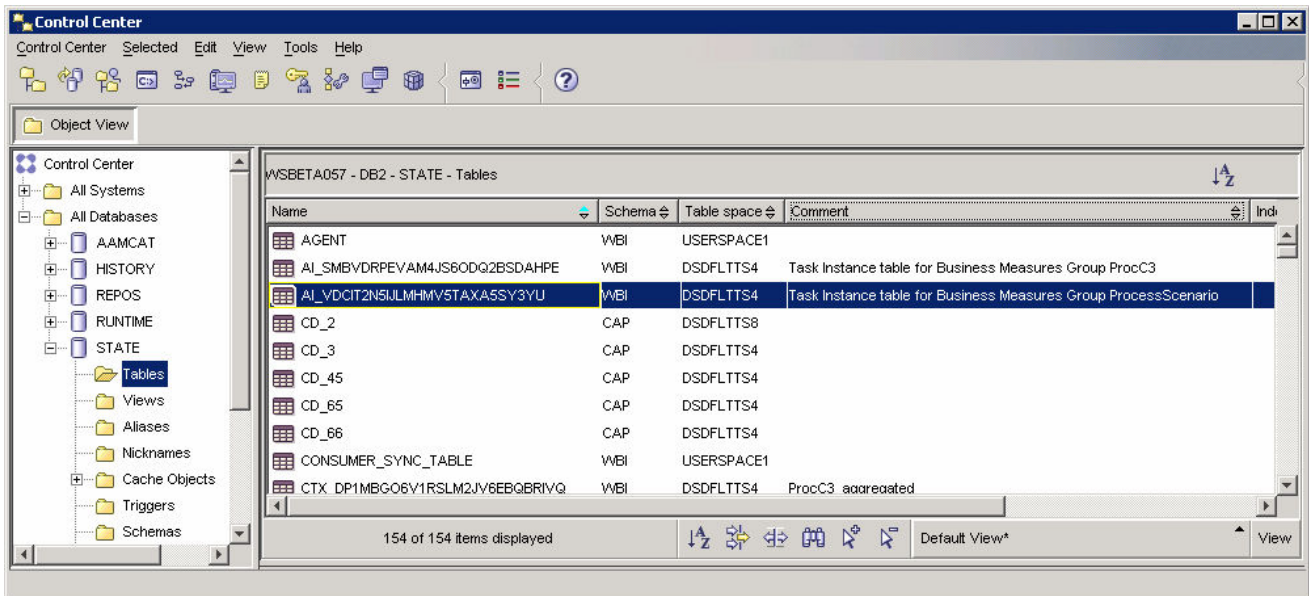 Control Center
Control Center Selected Edit View Tools Help
Object View
Control Center
All Systems
All Databases
AAMCAT
HISTORY
REPOS
RUNTIME
STATE
Tables
Views
Aliases
Nicknames
Cache Objects
Triggers
Schemas
WSBETA057 - DB2 - STATE - Tables
Name Schema Table space Comment Ind
AGENT WBI USERSPACE1
AI_SMBVDRPEVAM4JS6ODQ2BSDAHPE WBI DSDFLTTS4 Task Instance table for Business Measures Group ProcC3
AI_VDCIT2N5IJLMHMV5TAXA5SY3YU WBI DSDFLTTS4 Task Instance table for Business Measures Group ProcessScenario
CD_2 CAP DSDFLTTS8
CD_3 CAP DSDFLTTS4
CD_45 CAP DSDFLTTS4
CD_65 CAP DSDFLTTS4
CD_66 CAP DSDFLTTS4
CONSUMER_SYNC_TABLE WBI USERSPACE1
CTX_DP1MBGO6V1RSLM2JV6EBQBRIVQ WBI DSDFLTTS4 ProcC3_aggregated
154 of 154 items displayed Default View* View